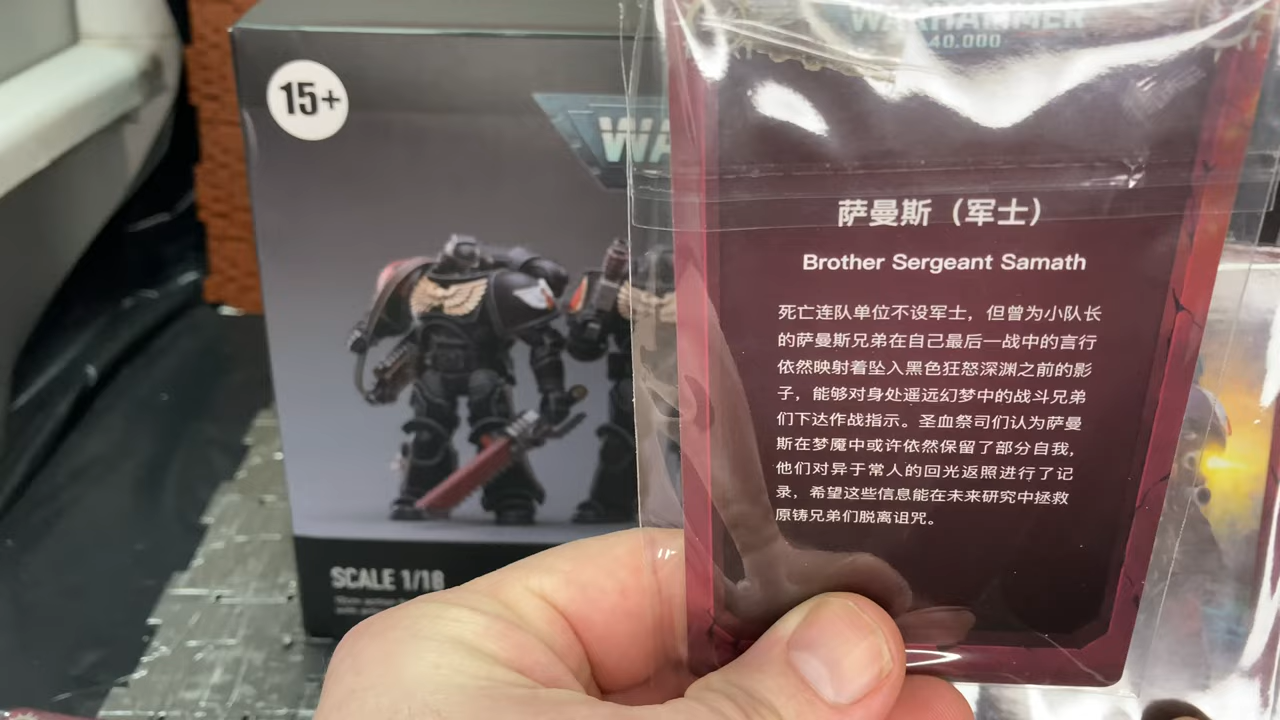 15+
WA
WARHAMMER
40,000
萨曼斯（军士）
Brother Sergeant Samath
死亡连队单位不设军士，但曾为小队长
的萨曼斯兄弟在自己最后一战中的言行
依然映射着坠入黑色狂怒深渊之前的影
子，能够对身处遥远幻梦中的战斗兄弟
们下达作战指示。圣血祭司们认为萨曼
斯在梦魔中或许依然保留了部分自我，
他们对异于常人的回光返照进行了记
录，希望这些信息能在未来研究中拯救
原铸兄弟们脱离诅咒。
SCALE 1/18